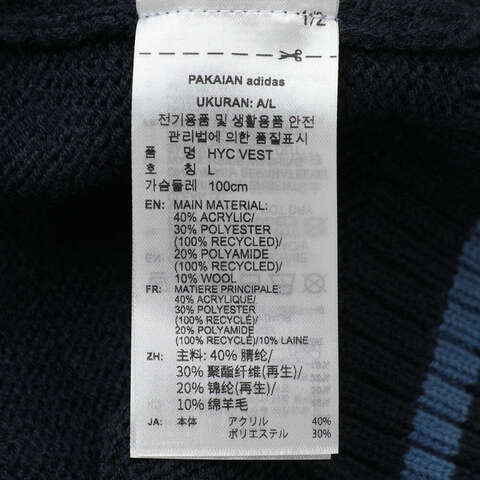 1/2
PAKAIAN adidas
UKURAN: A/L
전기용품 및 생활용품 안전
관리법에 의한 품질표시
품 명 HYC VEST
호 칭 L
가슴둘레 100cm
EN: MAIN MATERIAL:
40% ACRYLIC/
30% POLYESTER
(100% RECYCLED)/
20% POLYAMIDE
(100% RECYCLED)/
10% WOOL
FR: MATIERE PRINCIPALE:
40% ACRYLIQUE/
30% POLYESTER
(100% RECYCLÉ)/
20% POLYAMIDE
(100% RECYCLÉ)/10% LAINE
ZH: 主料: 40% 腈纶/
30% 聚酯纤维(再生)/
20% 锦纶(再生)/
10% 绵羊毛
JA: 本体 アクリル 40%
ポリエステル 30%